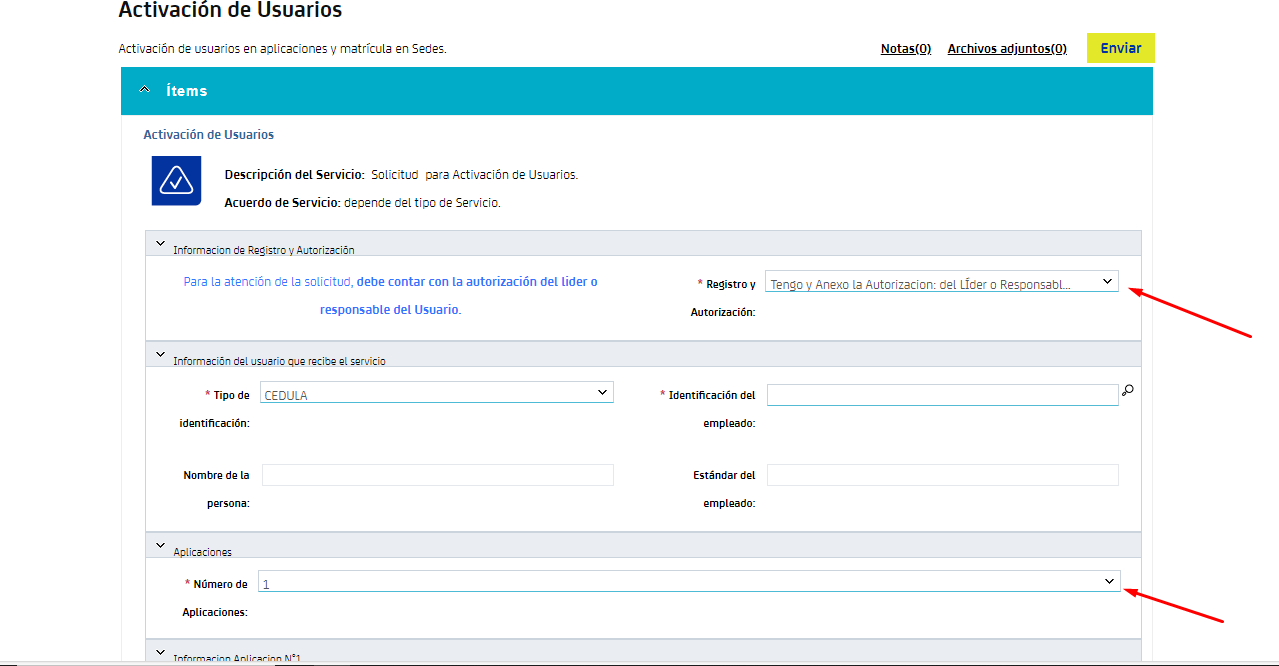 Activación de Usuarios
Activación de usuarios en aplicaciones y matrícula en Sedes.
Notas(0) Archivos adjuntos(0) Enviar
Ítems
Activación de Usuarios
Descripción del Servicio: Solicitud para Activación de Usuarios.
Acuerdo de Servicio: depende del tipo de Servicio.
Informacion de Registro y Autorización
Para la atención de la solicitud, debe contar con la autorización del lider o
responsable del Usuario.
* Registro y
Autorización:
Tengo y Anexo la Autorizacion: del LÍder o Responsabl...
Información del usuario que recibe el servicio
* Tipo de
identificación:
CEDULA
* Identificación del
empleado:
Nombre de la
persona:
Estándar del
empleado:
Aplicaciones
* Número de
Aplicaciones:
1
Informacion Aplicacion N°1